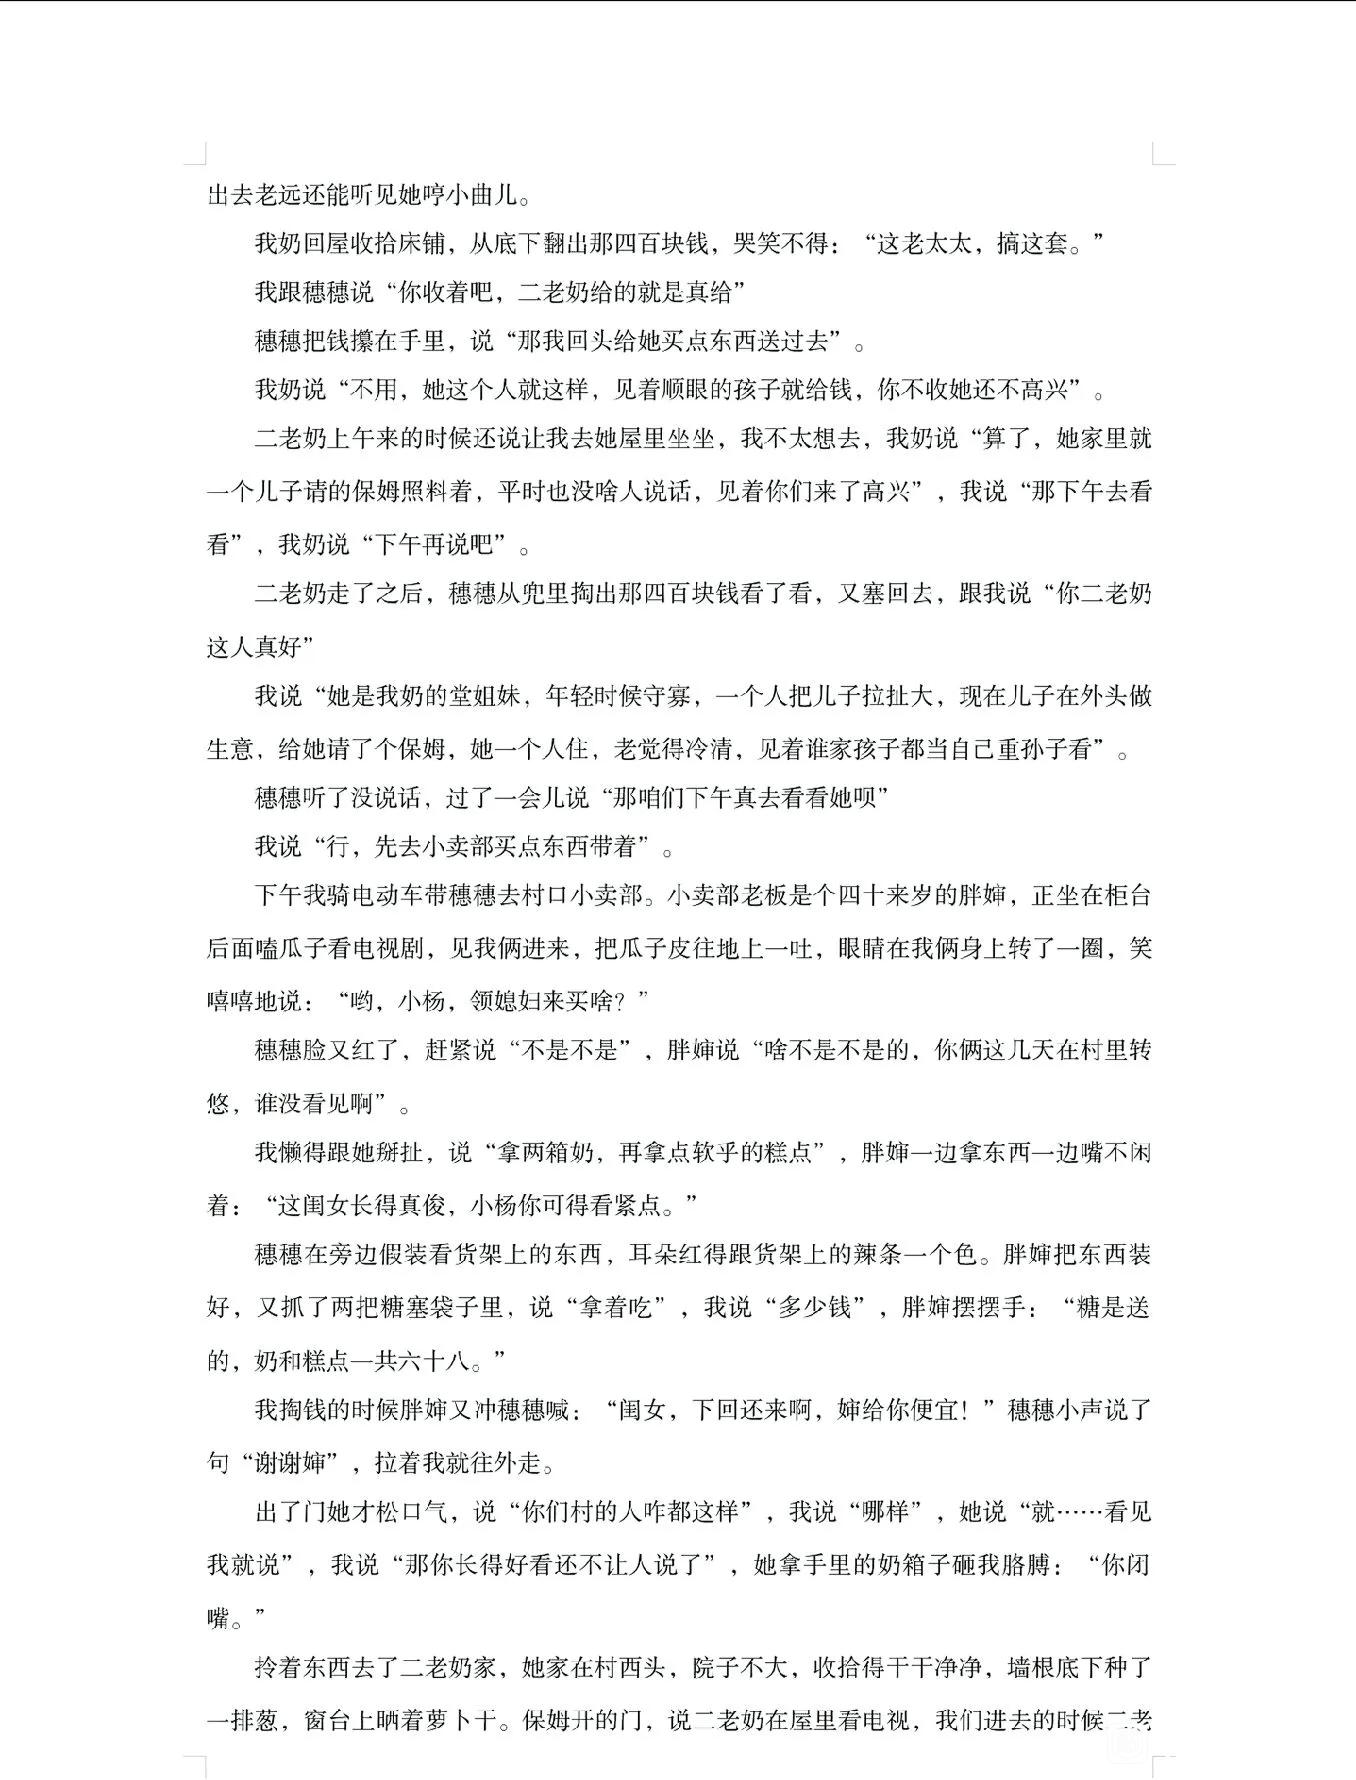 出去老远还能听见她哼小曲儿。
我奶回屋收拾床铺，从底下翻出那四百块钱，哭笑不得：“这老太太，搞这套。”
我跟穗穗说“你收着吧，二老奶给的就是真给”
穗穗把钱攥在手里，说“那我回头给她买点东西送过去”。
我奶说“不用，她这个人就这样，见着顺眼的孩子就给钱，你不收她还不高兴”。
二老奶上午来的时候还说让我去她屋里坐坐，我不太想去，我奶说“算了，她家里就
一个儿子请的保姆照料着，平时也没啥人说话，见着你们来了高兴”，我说“那下午去看
看”，我奶说“下午再说吧”。
二老奶走了之后，穗穗从兜里掏出那四百块钱看了看，又塞回去，跟我说“你二老奶
这人真好”
我说“她是我奶的堂姐妹，年轻时候守寡，一个人把儿子拉扯大，现在儿子在外头做
生意，给她请了个保姆，她一个人住，老觉得冷清，见着谁家孩子都当自己重孙子看”。
穗穗听了没说话，过了一会儿说“那咱们下午真去看看她呗”
我说“行，先去小卖部买点东西带着”。
下午我骑电动车带穗穗去村口小卖部。小卖部老板是个四十来岁的胖婶，正坐在柜台
后面嗑瓜子看电视剧，见我俩进来，把瓜子皮往地上一吐，眼睛在我俩身上转了一圈，笑
嘻嘻地说：“哟，小杨，领媳妇来买啥？”
穗穗脸又红了，赶紧说“不是不是”，胖婶说“啥不是不是的，你俩这几天在村里转
悠，谁没看见啊”。
我懒得跟她掰扯，说“拿两箱奶，再拿点软乎的糕点”，胖婶一边拿东西一边嘴不闲
着：“这闺女长得真俊，小杨你可得看紧点。”
穗穗在旁边假装看货架上的东西，耳朵红得跟货架上的辣条一个色。胖婶把东西装
好，又抓了两把糖塞袋子里，说“拿着吃”，我说“多少钱”，胖婶摆摆手：“糖是送
的，奶和糕点一共六十八。”
我掏钱的时候胖婶又冲穗穗喊：“闺女，下回还来啊，婶给你便宜！”穗穗小声说了
句“谢谢婶”，拉着我就往外走。
出了门她才松口气，说“你们村的人咋都这样”，我说“哪样”，她说“就……看见
我就说”，我说“那你长得好看还不让人说了”，她拿手里的奶箱子砸我胳膊：“你闭
嘴。”
拎着东西去了二老奶家，她家在村西头，院子不大，收拾得干干净净，墙根底下种了
一排葱，窗台上晒着萝卜干。保姆开的门，说二老奶在屋里看电视，我们进去的时候二老